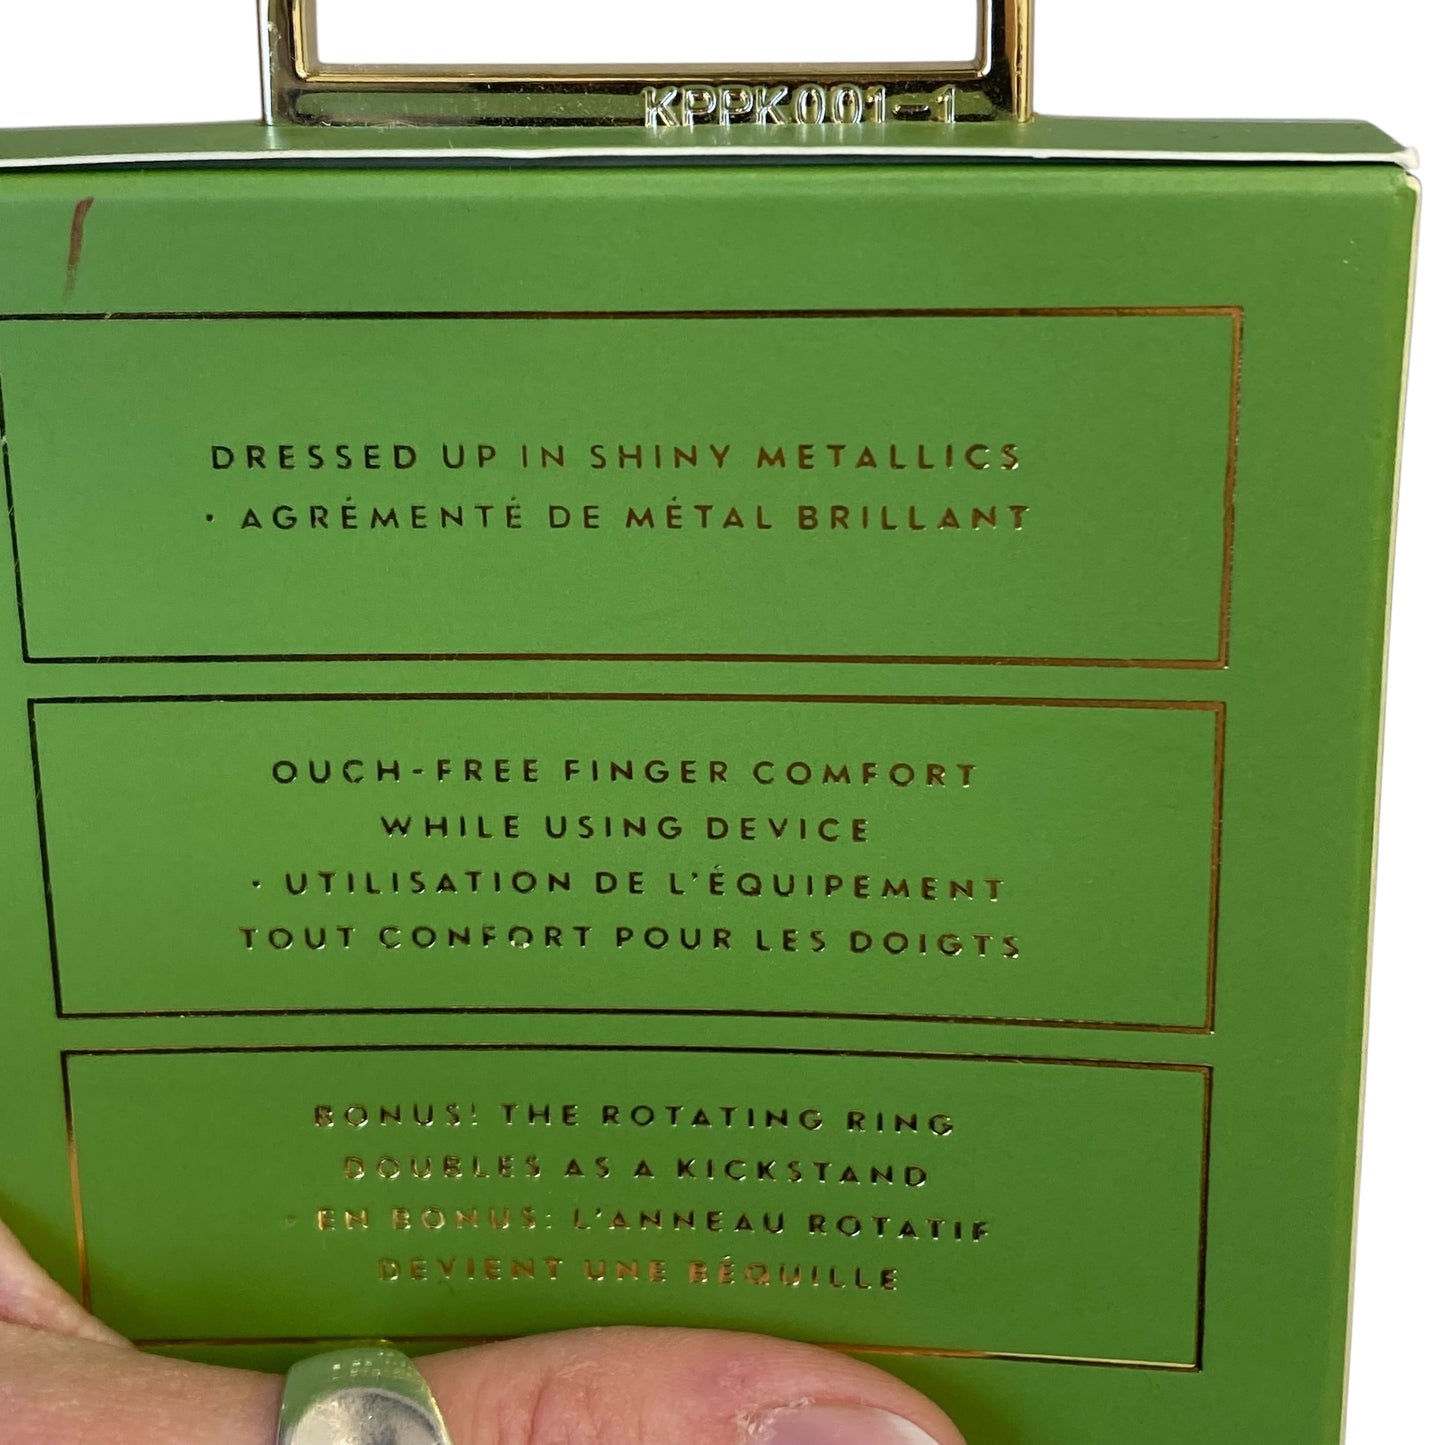 KPPK001-1
DRESSED UP IN SHINY METALLICS
· AGRÉMENTÉ DE MÉTAL BRILLANT
OUCH-FREE FINGER COMFORT
WHILE USING DEVICE
· UTILISATION DE L'ÉQUIPEMENT
TOUT CONFORT POUR LES DOIGTS
BONUS! THE ROTATING RING
DOUBLES AS A KICKSTAND
· EN BONUS: L'ANNEAU ROTATIF
DEVIENT UNE BÉQUILLE